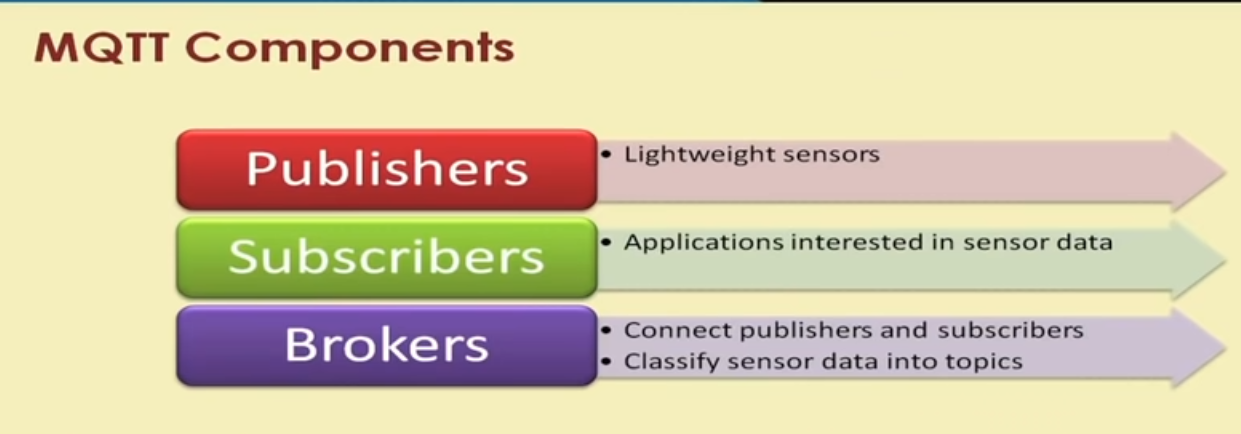 MQTT Components
Publishers
• Lightweight sensors
Subscribers
• Applications interested in sensor data
Brokers
• Connect publishers and subscribers
• Classify sensor data into topics